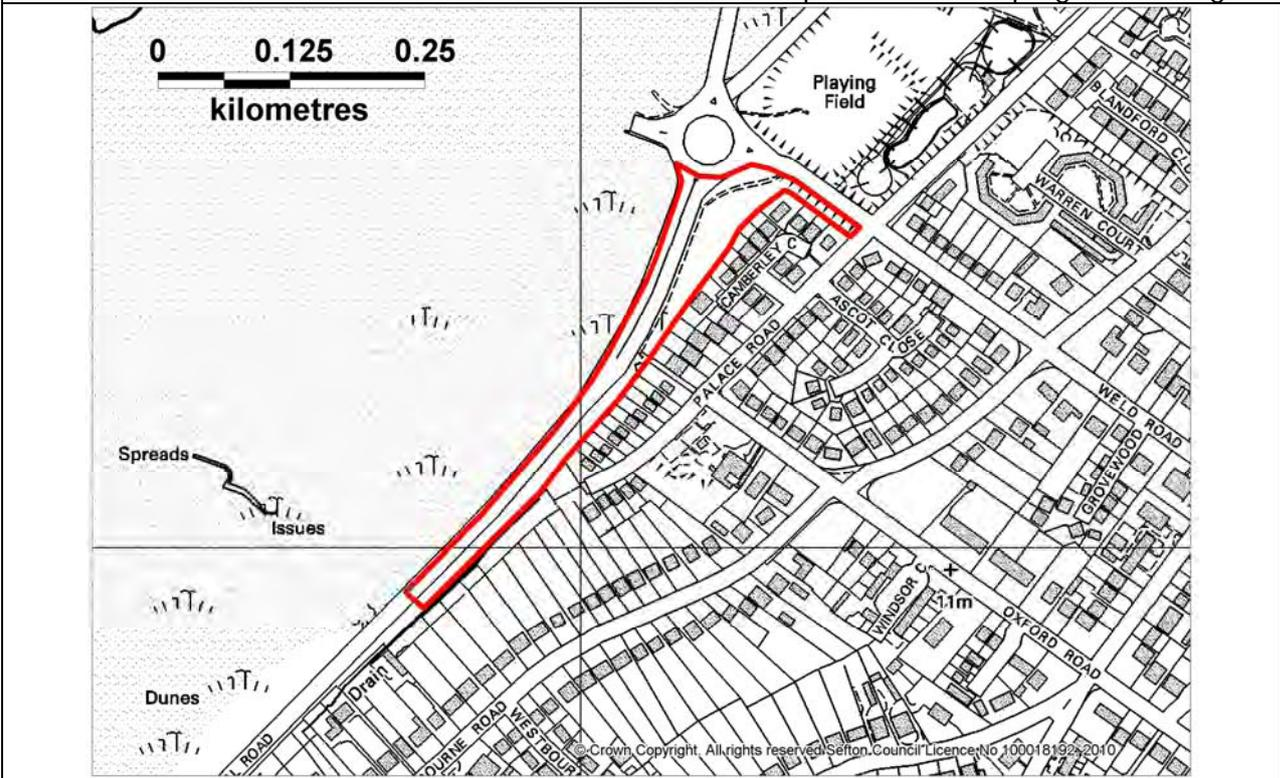 0 0.125 0.25
kilometres
Playing
Field
BLANDFORD CLO
WARREN COUR
CAMBERLEY C
ASCOT CLOSE
PALACE ROAD
WELD ROAD
GROVEWOOD
Spreads
Issues
WINDSOR C
11m
OXFORD ROAD
Drain
Dunes
L ROAD
OURNE ROAD
WESTBOUR
© Crown Copyright. All rights reserved Sefton Council Licence No 100018192 2010